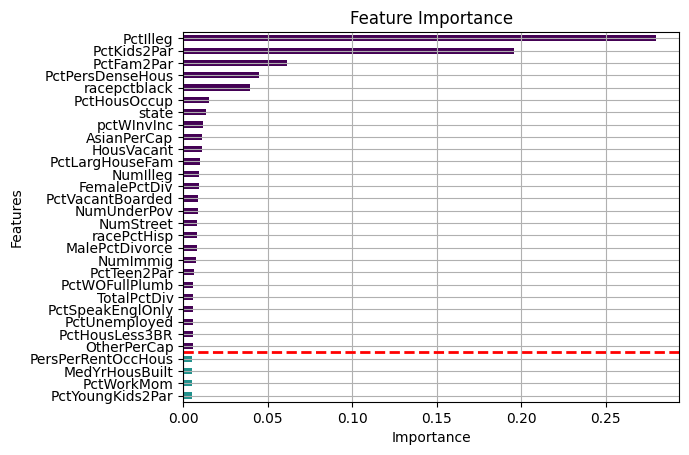 Feature Importance
Features
PctIlleg
PctKids2Par
PctFam2Par
PctPersDenseHous
racepctblack
PctHousOccup
state
pctWInvInc
AsianPerCap
HousVacant
PctLargHouseFam
NumIlleg
FemalePctDiv
PctVacantBoarded
NumUnderPov
NumStreet
racePctHisp
MalePctDivorce
NumImmig
PctTeen2Par
PctWOFullPlumb
TotalPctDiv
PctSpeakEnglOnly
PctUnemployed
PctHousLess3BR
OtherPerCap
PersPerRentOccHous
MedYrHousBuilt
PctWorkMom
PctYoungKids2Par
0.00 0.05 0.10 0.15 0.20 0.25
Importance